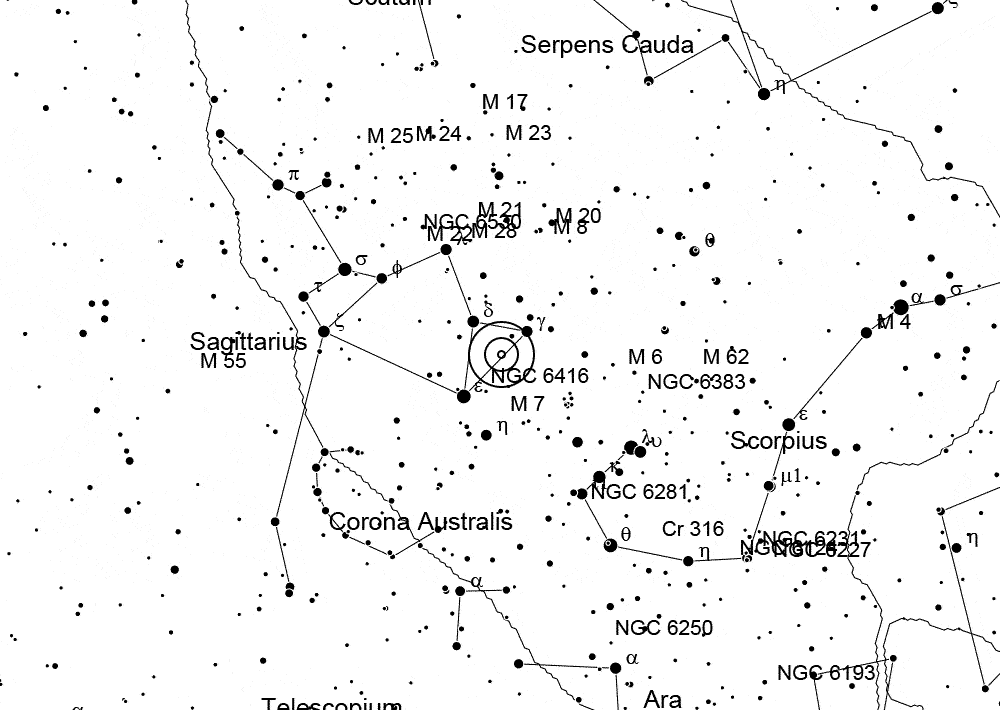 Scutum
ς
Serpens Cauda
η
M 17
M 25
M 24
M 23
π
M 21
M 20
NGC 6530
M 8
M 22
λ
M 28
θ
σ
φ
τ
α
σ
δ
γ
M 4
ζ
Sagittarius
M 55
M 6
M 62
NGC 6416
NGC 6383
ε
M 7
ε
η
λ
υ
Scorpius
κ
μ1
NGC 6281
Corona Australis
Cr 316
θ
η
NGC 6231
NGC 6124
NGC 6227
η
α
NGC 6250
α
NGC 6193
Ara
Telescopium
α